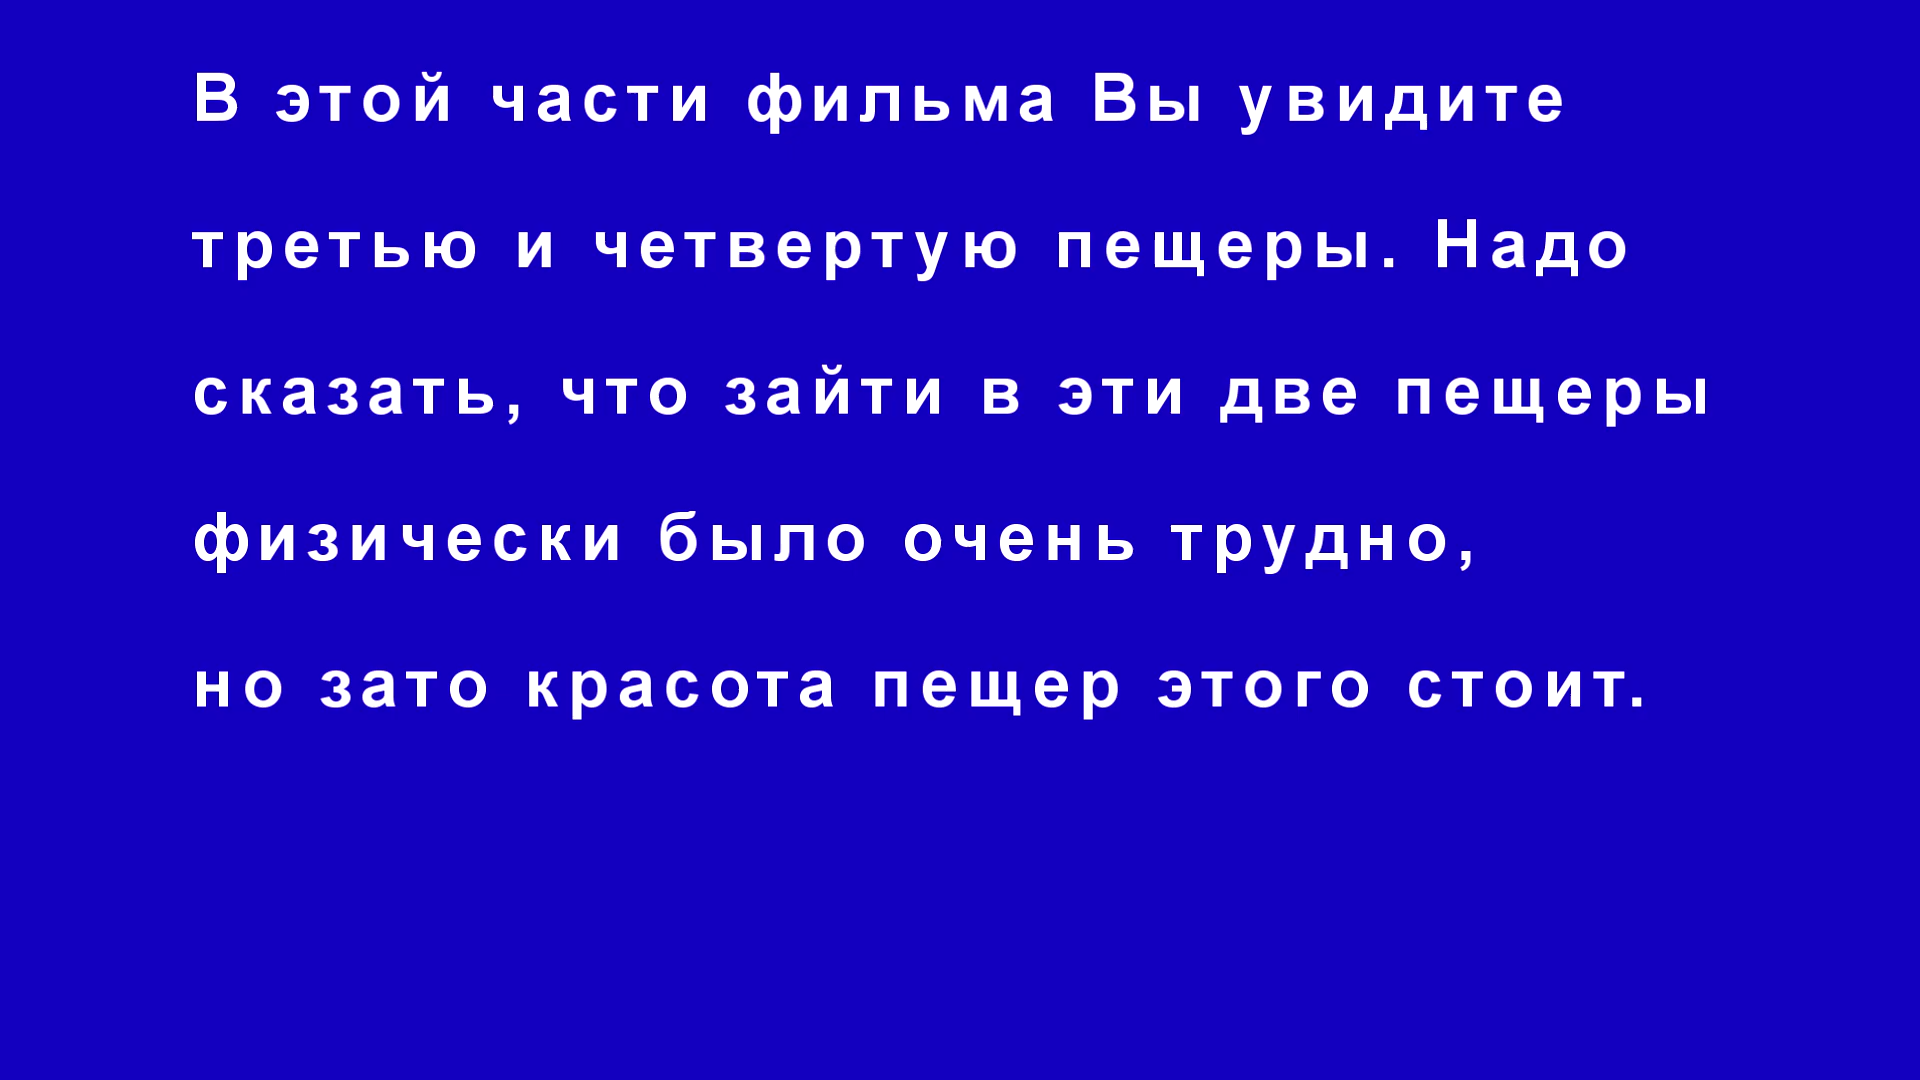 В этой части фильма Вы увидите
третью и четвертую пещеры. Надо
сказать, что зайти в эти две пещеры
физически было очень трудно,
но зато красота пещер этого стоит.